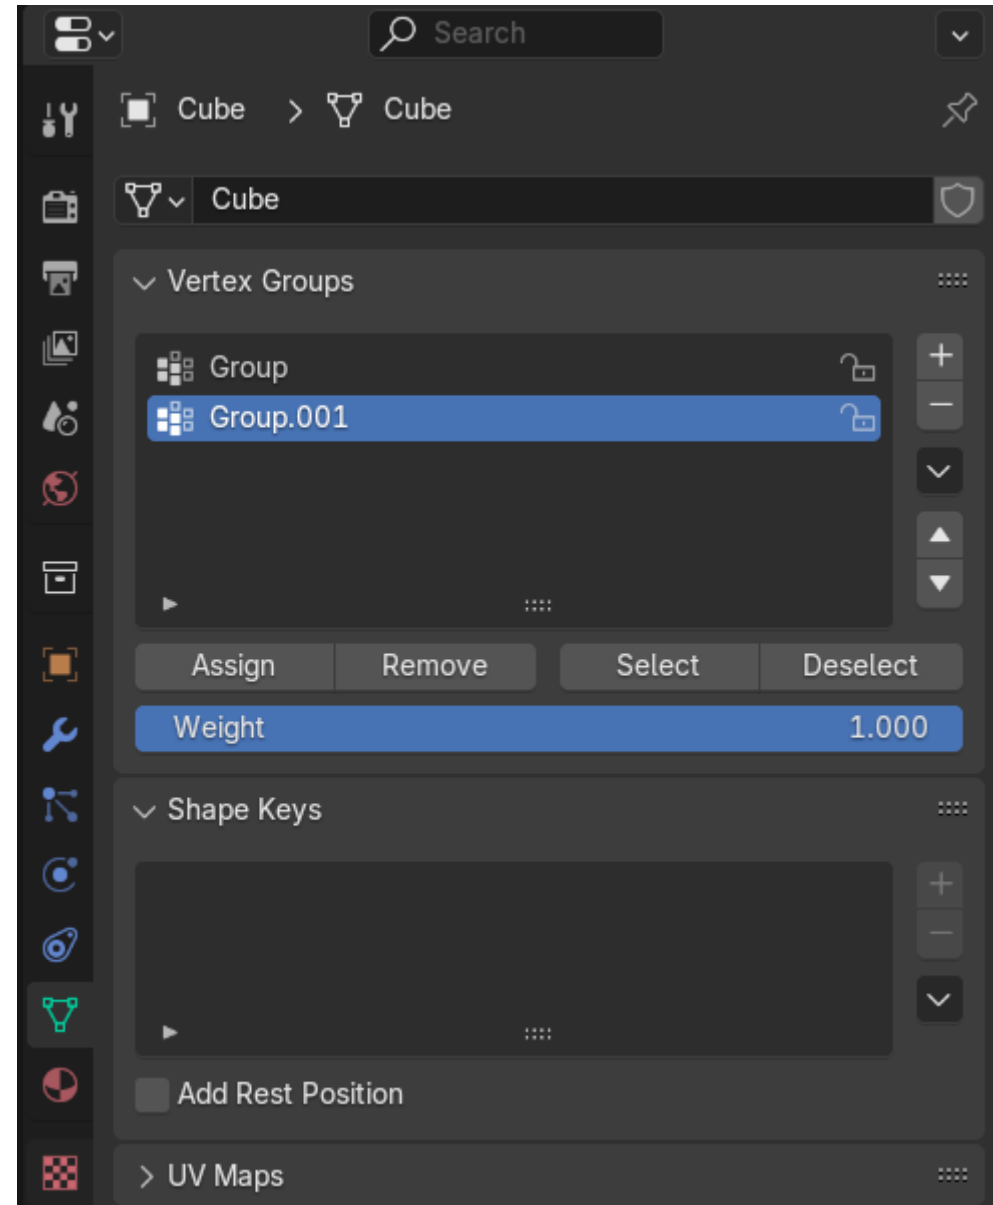 Search
Cube > Cube
Cube
Vertex Groups
Group
Group.001
Assign Remove Select Deselect
Weight 1.000
Shape Keys
Add Rest Position
UV Maps